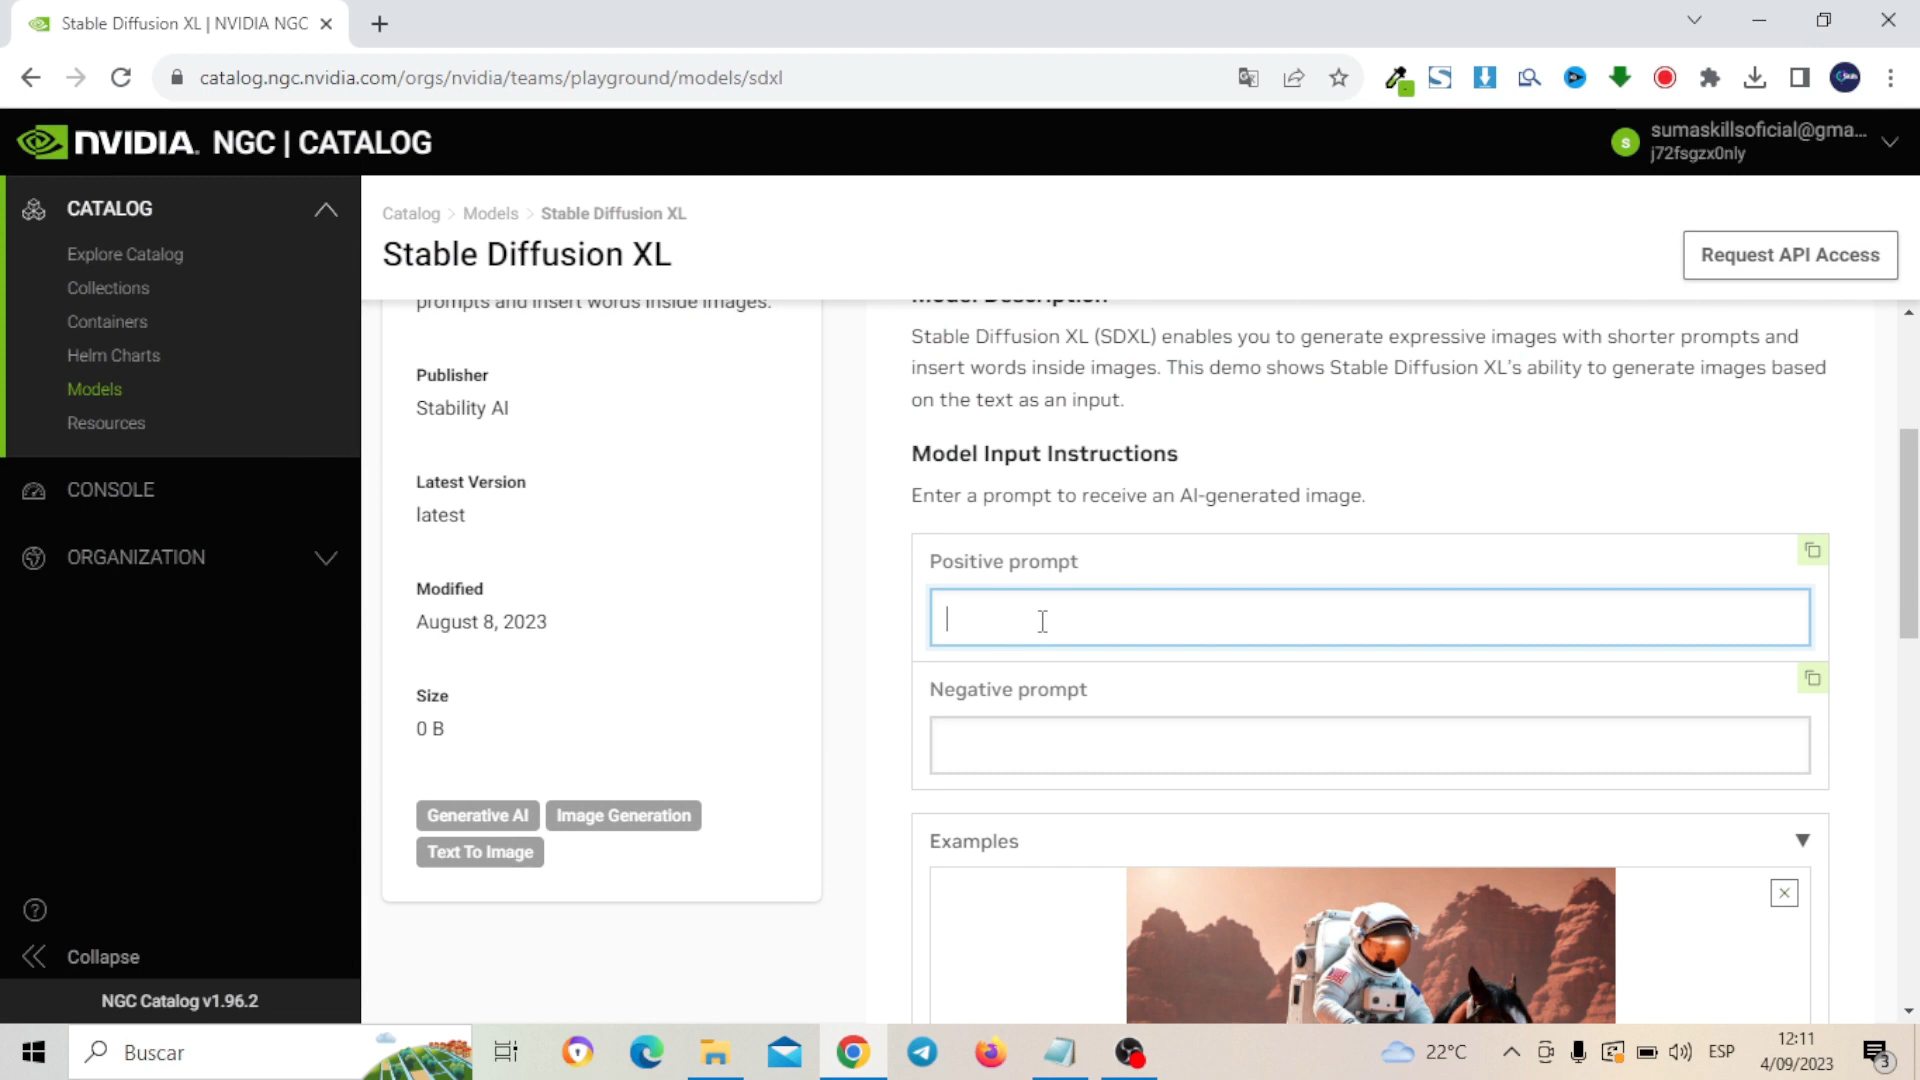 Stable Diffusion XL | NVIDIA NGC
catalog.ngc.nvidia.com/orgs/nvidia/teams/playground/models/sdxl
NVIDIA. NGC | CATALOG
s
sumaskillsoficial@gma...
j72fsgzx0nly
CATALOG
Explore Catalog
Collections
Containers
Helm Charts
Models
Resources
CONSOLE
ORGANIZATION
Collapse
NGC Catalog v1.96.2
Catalog > Models > Stable Diffusion XL
Stable Diffusion XL
Request API Access
prompts and insert words inside images.
Publisher
Stability AI
Latest Version
latest
Modified
August 8, 2023
Size
0 B
Generative AI
Image Generation
Text To Image
Model Description
Stable Diffusion XL (SDXL) enables you to generate expressive images with shorter prompts and
insert words inside images. This demo shows Stable Diffusion XL's ability to generate images based
on the text as an input.
Model Input Instructions
Enter a prompt to receive an AI-generated image.
Positive prompt
Negative prompt
Examples
Buscar
22°C
ESP
12:11
4/09/2023
3